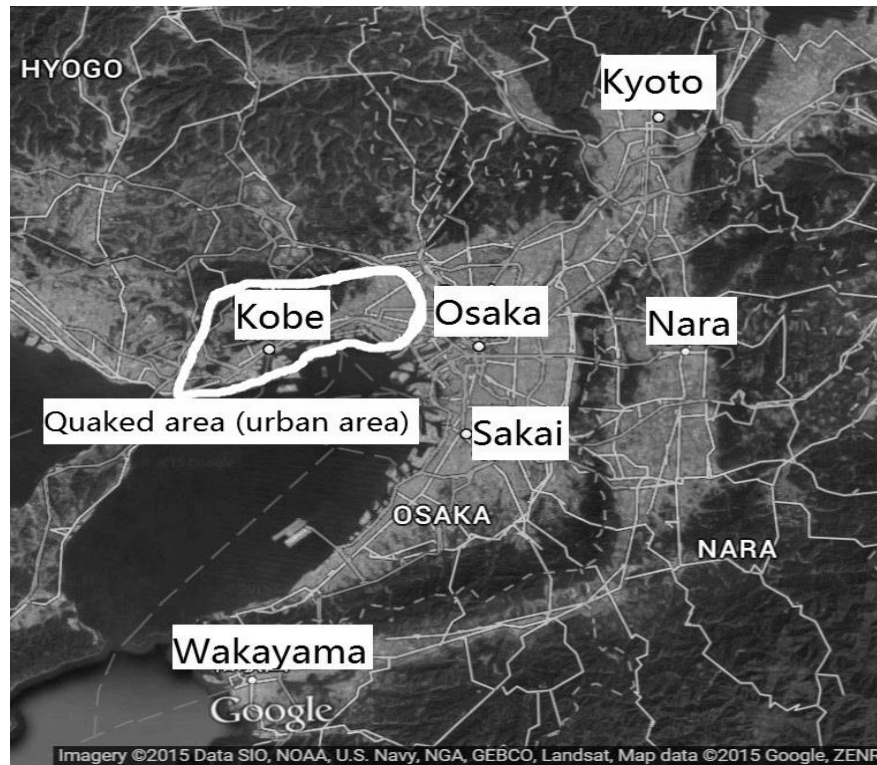 HYOGO
Kyoto
Kobe
Osaka
Nara
Quaked area (urban area)
Sakai
OSAKA
NARA
Wakayama
Google
Imagery ©2015 Data SIO, NOAA, U.S. Navy, NGA, GEBCO, Landsat, Map data ©2015 Google, ZENR